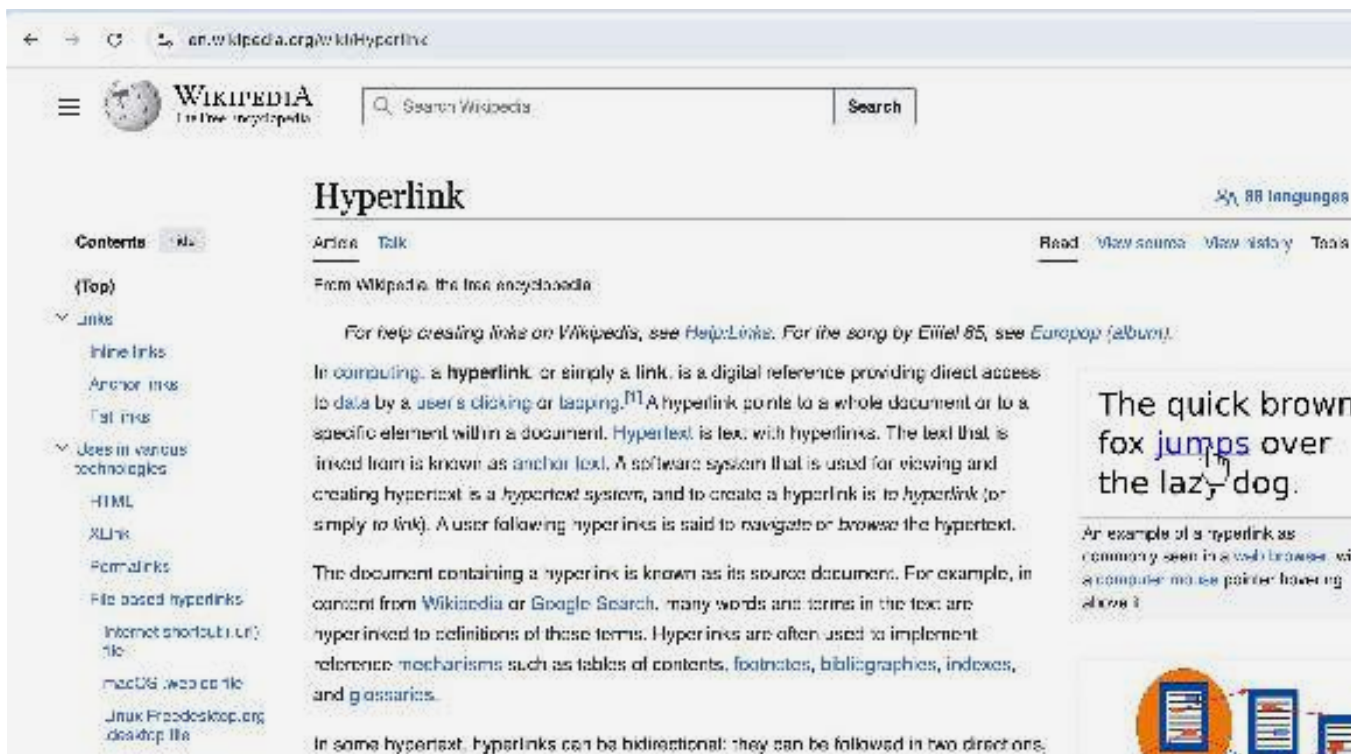 en.wikipedia.org/wiki/Hyperlink
WIKIPEDIA
The Free Encyclopedia
Search Wikipedia
Search
Hyperlink
88 languages
Contents hide
Article Talk
Read View source View history Tools
(Top)
From Wikipedia, the free encyclopedia
Links
For help creating links on Wikipedia, see Help:Links. For the song by Eiffel 65, see Europop (album).
Inline links
Anchor links
Fat links
Uses in various
technologies
HTML
XLink
Permalinks
File based hyperlinks
Internet shortcut (.url)
file
macOS .webloc file
Linux Freedesktop.org
.desktop file
In computing, a hyperlink, or simply a link, is a digital reference providing direct access
to data by a user's clicking or tapping.[1] A hyperlink points to a whole document or to a
specific element within a document. Hypertext is text with hyperlinks. The text that is
linked from is known as anchor text. A software system that is used for viewing and
creating hypertext is a hypertext system, and to create a hyperlink is to hyperlink (or
simply to link). A user following hyperlinks is said to navigate or browse the hypertext.
The document containing a hyperlink is known as its source document. For example, in
content from Wikipedia or Google Search, many words and terms in the text are
hyperlinked to definitions of those terms. Hyperlinks are often used to implement
reference mechanisms such as tables of contents, footnotes, bibliographies, indexes,
and glossaries.
In some hypertext, hyperlinks can be bidirectional: they can be followed in two directions,
The quick brown
fox jumps over
the lazy dog.
An example of a hyperlink as
commonly seen in a web browser, wi
a computer mouse pointer hovering
above it